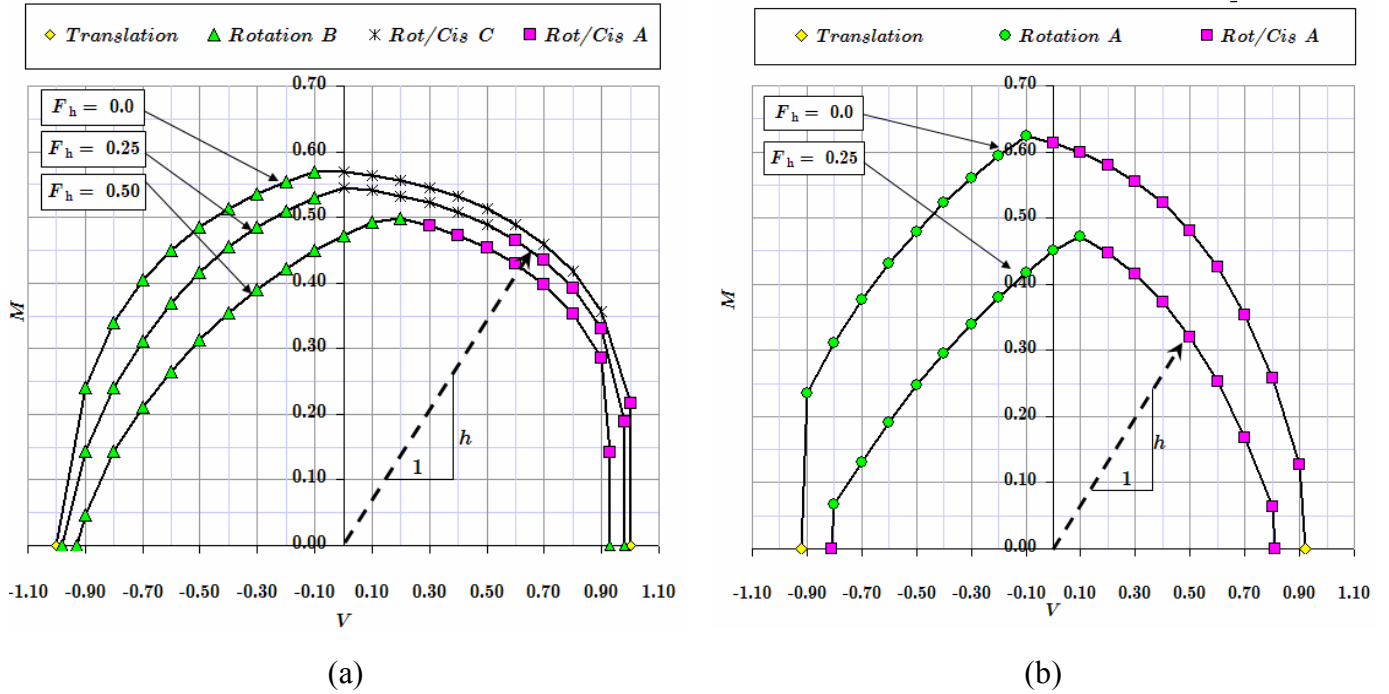 Translation Rotation B Rot/Cis C Rot/Cis A
F h = 0.0
F h = 0.25
F h = 0.50
0.70
0.60
0.50
0.40
0.30
0.20
0.10
0.00
M
h
1
-1.10 -0.90 -0.70 -0.50 -0.30 -0.10 0.10 0.30 0.50 0.70 0.90 1.10
V
(a)
Translation Rotation A Rot/Cis A
F h = 0.0
F h = 0.25
0.70
0.60
0.50
0.40
0.30
0.20
0.10
0.00
M
h
1
-1.10 -0.90 -0.70 -0.50 -0.30 -0.10 0.10 0.30 0.50 0.70 0.90 1.10
V
(b)